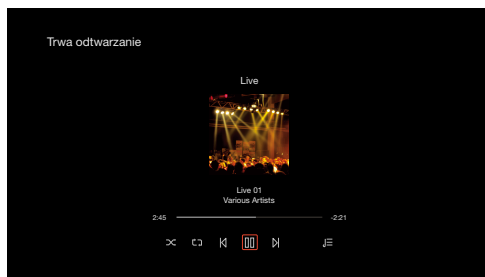 Trwa odtwarzanie
Live
Live 01
Various Artists
2:45 -2:21